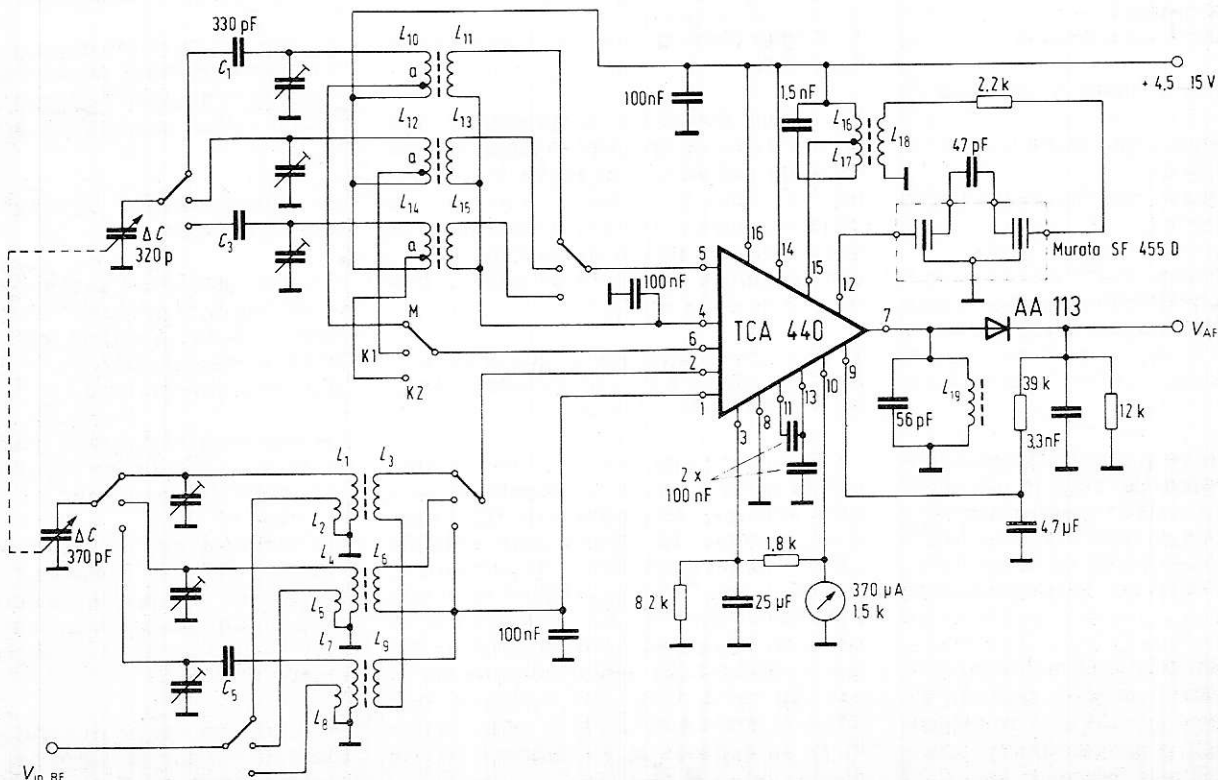 330 pF
C1
L10
L11
a
L12
L13
a
L14
L15
a
ΔC
320 p
C3
M
K1
K2
100 nF
100 nF
1,5 nF
L16
L17
L18
2,2 k
+ 4,5...15 V
47 pF
Murata SF 455 D
5
4
6
2
1
16
14
15
12
7
9
10
13
11
8
3
TCA 440
AA 113
VAF
56 pF
L19
39 k
3,3 nF
12 k
4,7 µF
2 x
100 nF
1,8 k
8,2 k
25 µF
370 µA
1,5 k
100 nF
ΔC
370 pF
L1
L3
L2
L4
L6
L5
L7
L9
L8
C5
Vin RF